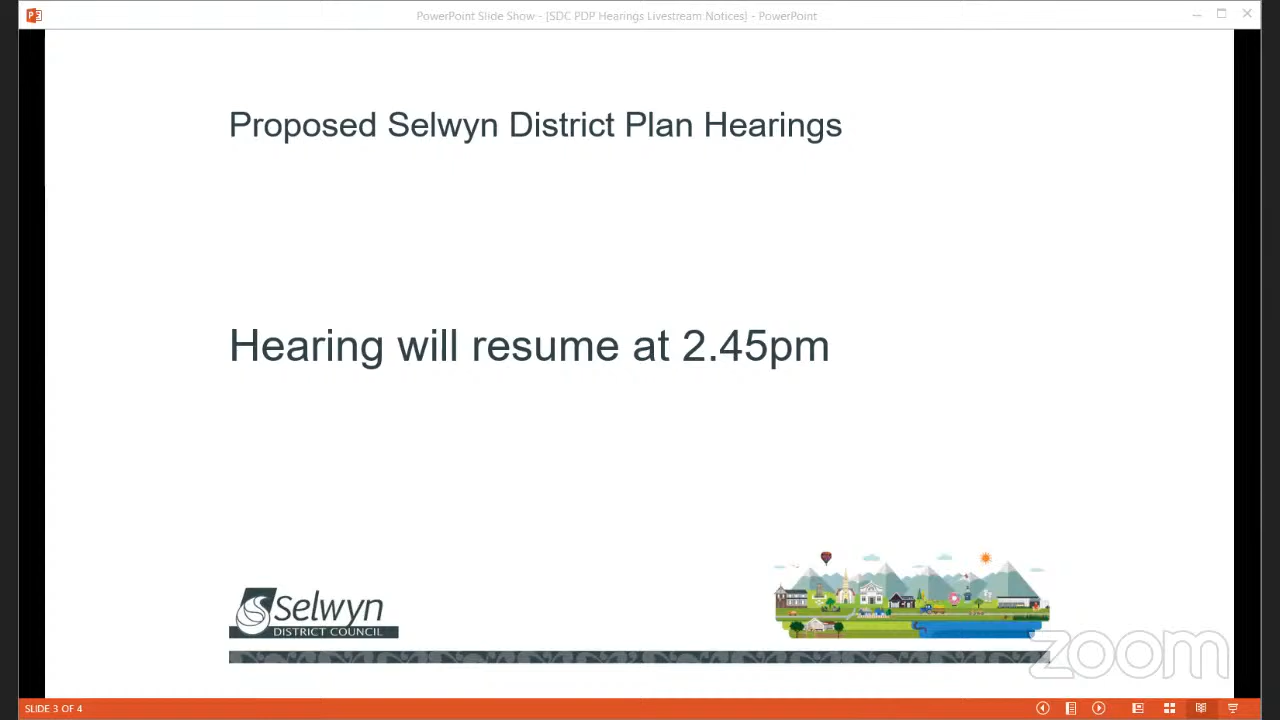 PowerPoint Slide Show - [SDC PDP Hearings Livestream Notices] - PowerPoint
Proposed Selwyn District Plan Hearings
Hearing will resume at 2.45pm
Selwyn
DISTRICT COUNCIL
zoom
SLIDE 3 OF 4